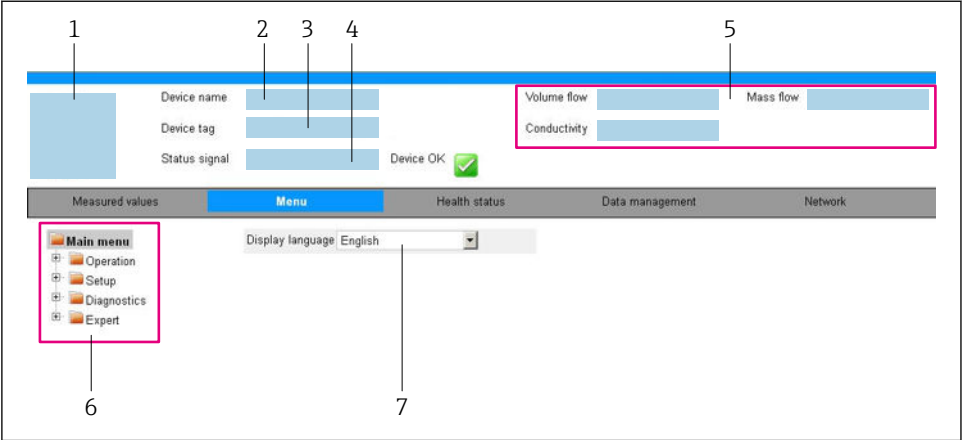 1 2 3 4 5
Device name
Volume flow Mass flow
Device tag
Conductivity
Status signal Device OK
Measured values Menu Health status Data management Network
Main menu Display language English
Operation
Setup
Diagnostics
Expert
6 7